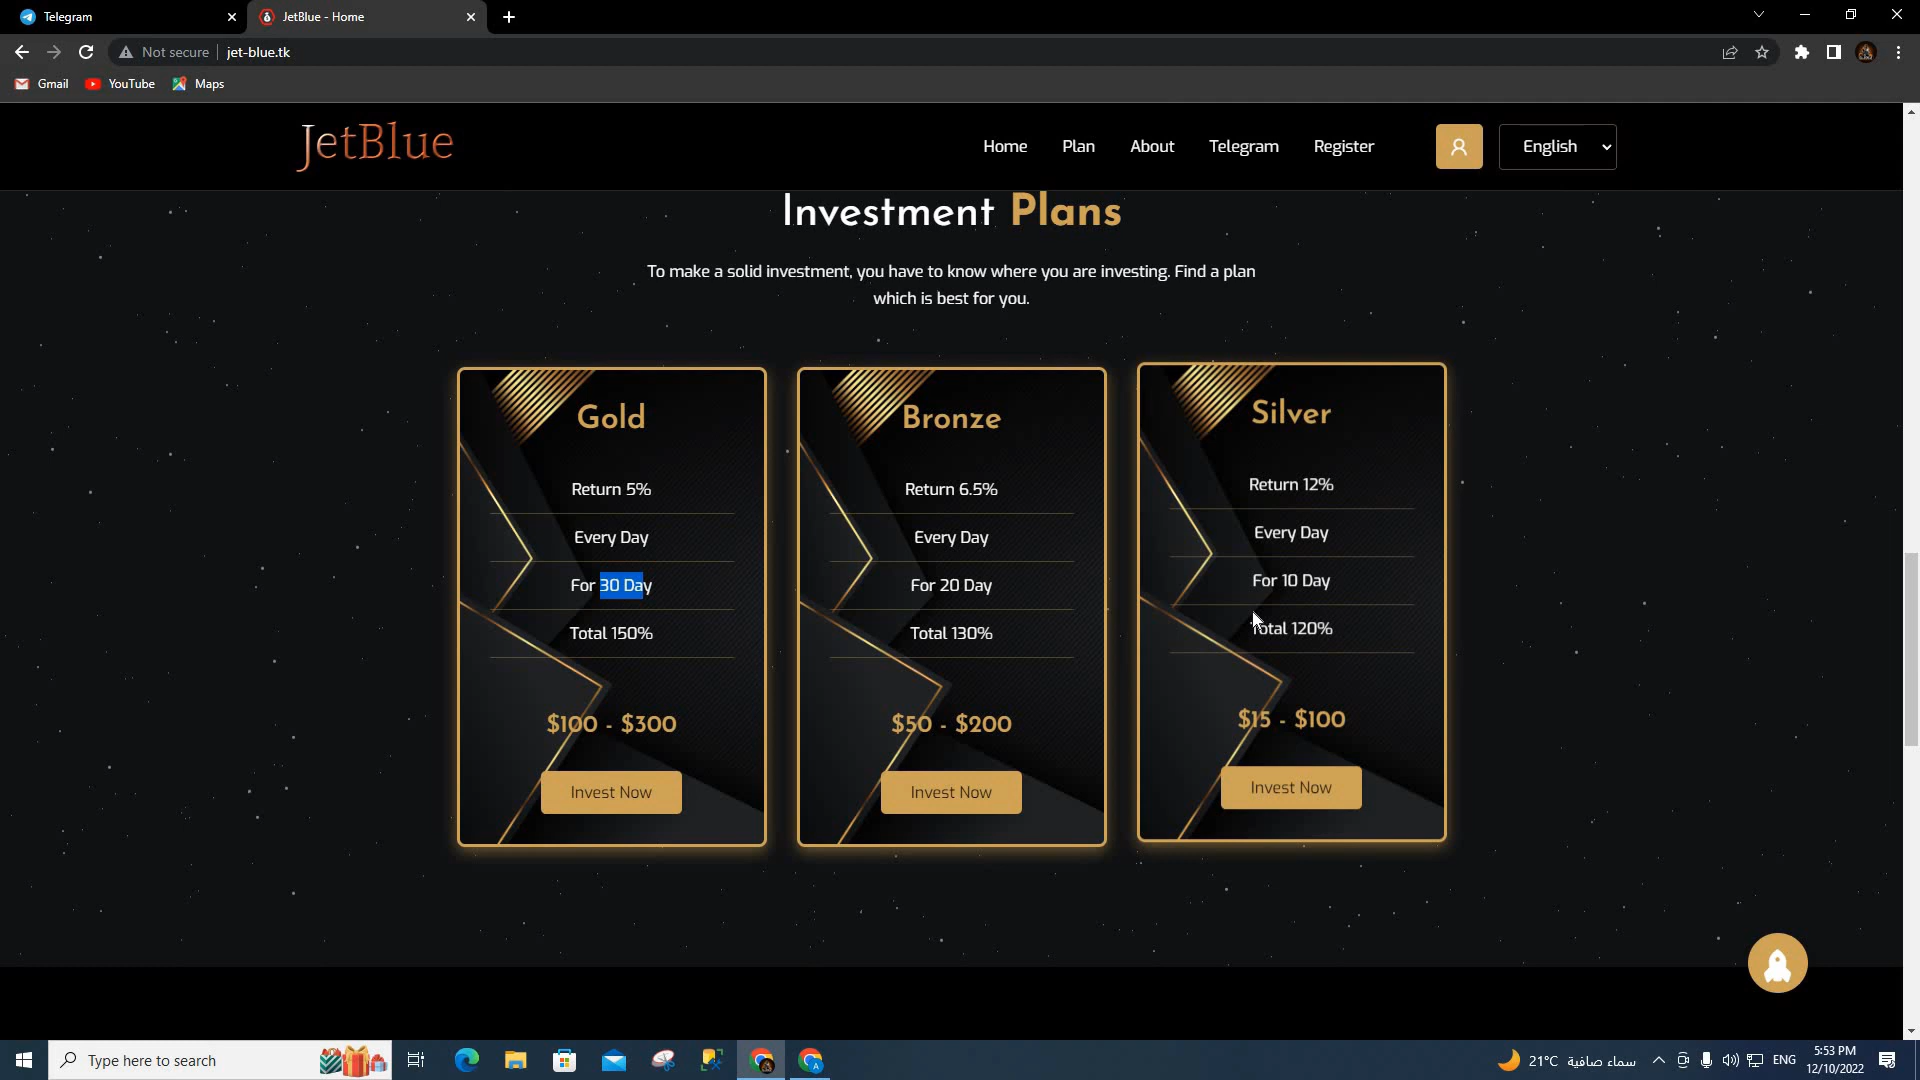 Telegram
JetBlue - Home
Not secure
jet-blue.tk
Gmail
YouTube
Maps
JetBlue
Home
Plan
About
Telegram
Register
English
Investment Plans
To make a solid investment, you have to know where you are investing. Find a plan
which is best for you.
Gold
Return 5%
Every Day
For 30 Day
Total 150%
$100 - $300
Invest Now
Bronze
Return 6.5%
Every Day
For 20 Day
Total 130%
$50 - $200
Invest Now
Silver
Return 12%
Every Day
For 10 Day
Total 120%
$15 - $100
Invest Now
Type here to search
21°C سماء صافية
ENG
5:53 PM
12/10/2022